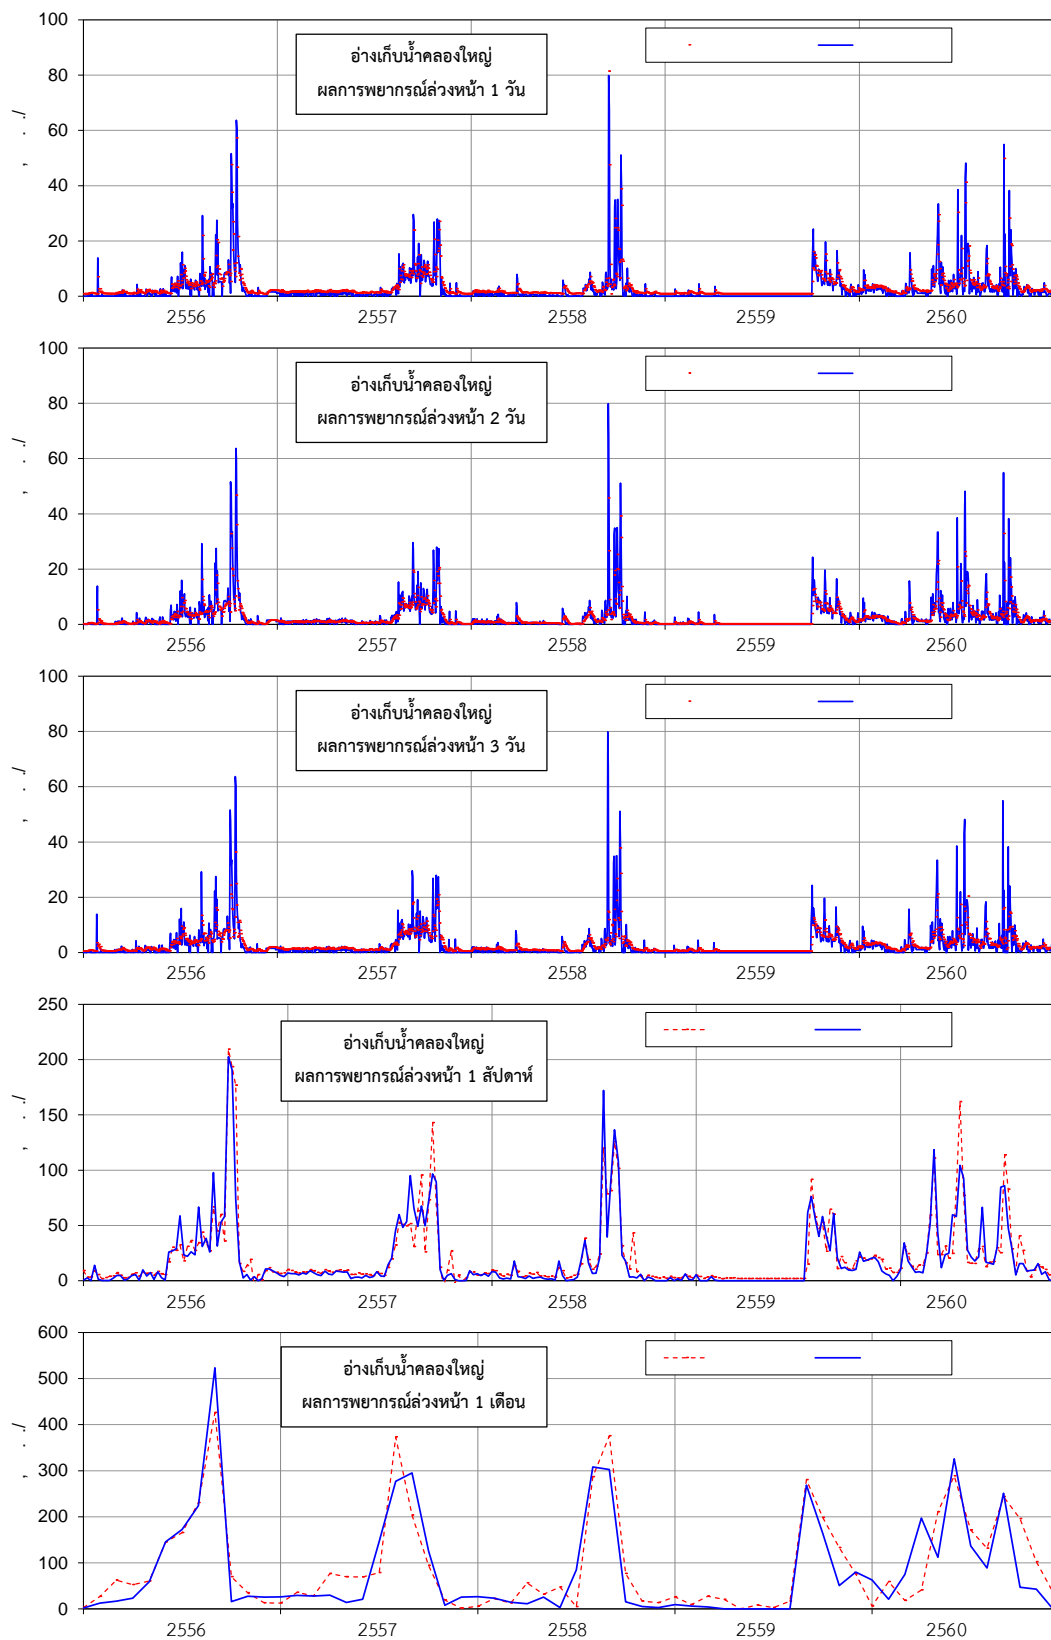 100
80
60
40
20
0
อ่างเก็บน้ำคลองใหญ่
ผลการพยากรณ์ล่วงหน้า 1 วัน
, . ./
2556 2557 2558 2559 2560
100
80
60
40
20
0
อ่างเก็บน้ำคลองใหญ่
ผลการพยากรณ์ล่วงหน้า 2 วัน
, . ./
2556 2557 2558 2559 2560
100
80
60
40
20
0
อ่างเก็บน้ำคลองใหญ่
ผลการพยากรณ์ล่วงหน้า 3 วัน
, . ./
2556 2557 2558 2559 2560
250
200
150
100
50
0
อ่างเก็บน้ำคลองใหญ่
ผลการพยากรณ์ล่วงหน้า 1 สัปดาห์
, . ./
2556 2557 2558 2559 2560
600
500
400
300
200
100
0
อ่างเก็บน้ำคลองใหญ่
ผลการพยากรณ์ล่วงหน้า 1 เดือน
, . ./
2556 2557 2558 2559 2560